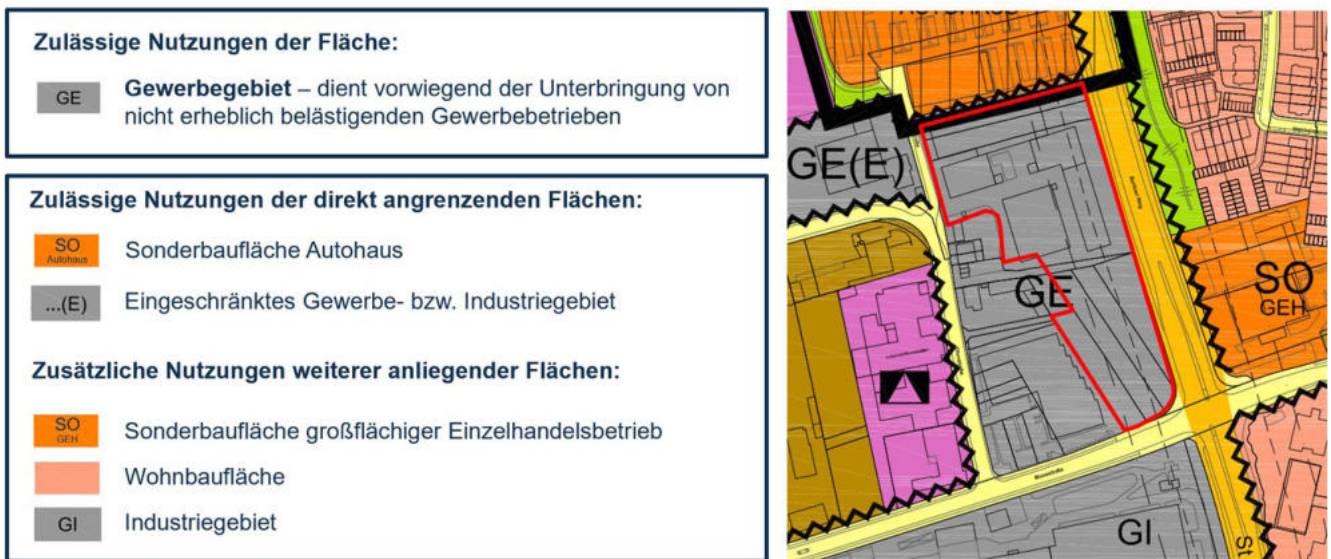 Zulässige Nutzungen der Fläche:
GE
Gewerbegebiet – dient vorwiegend der Unterbringung von
nicht erheblich belästigenden Gewerbebetrieben
Zulässige Nutzungen der direkt angrenzenden Flächen:
SO
Autohaus
Sonderbaufläche Autohaus
...(E)
Eingeschränktes Gewerbe- bzw. Industriegebiet
Zusätzliche Nutzungen weiterer anliegender Flächen:
SO
GEH
Sonderbaufläche großflächiger Einzelhandelsbetrieb
Wohnbaufläche
GI
Industriegebiet
GE(E)
GE
SO
GEH
GI
S